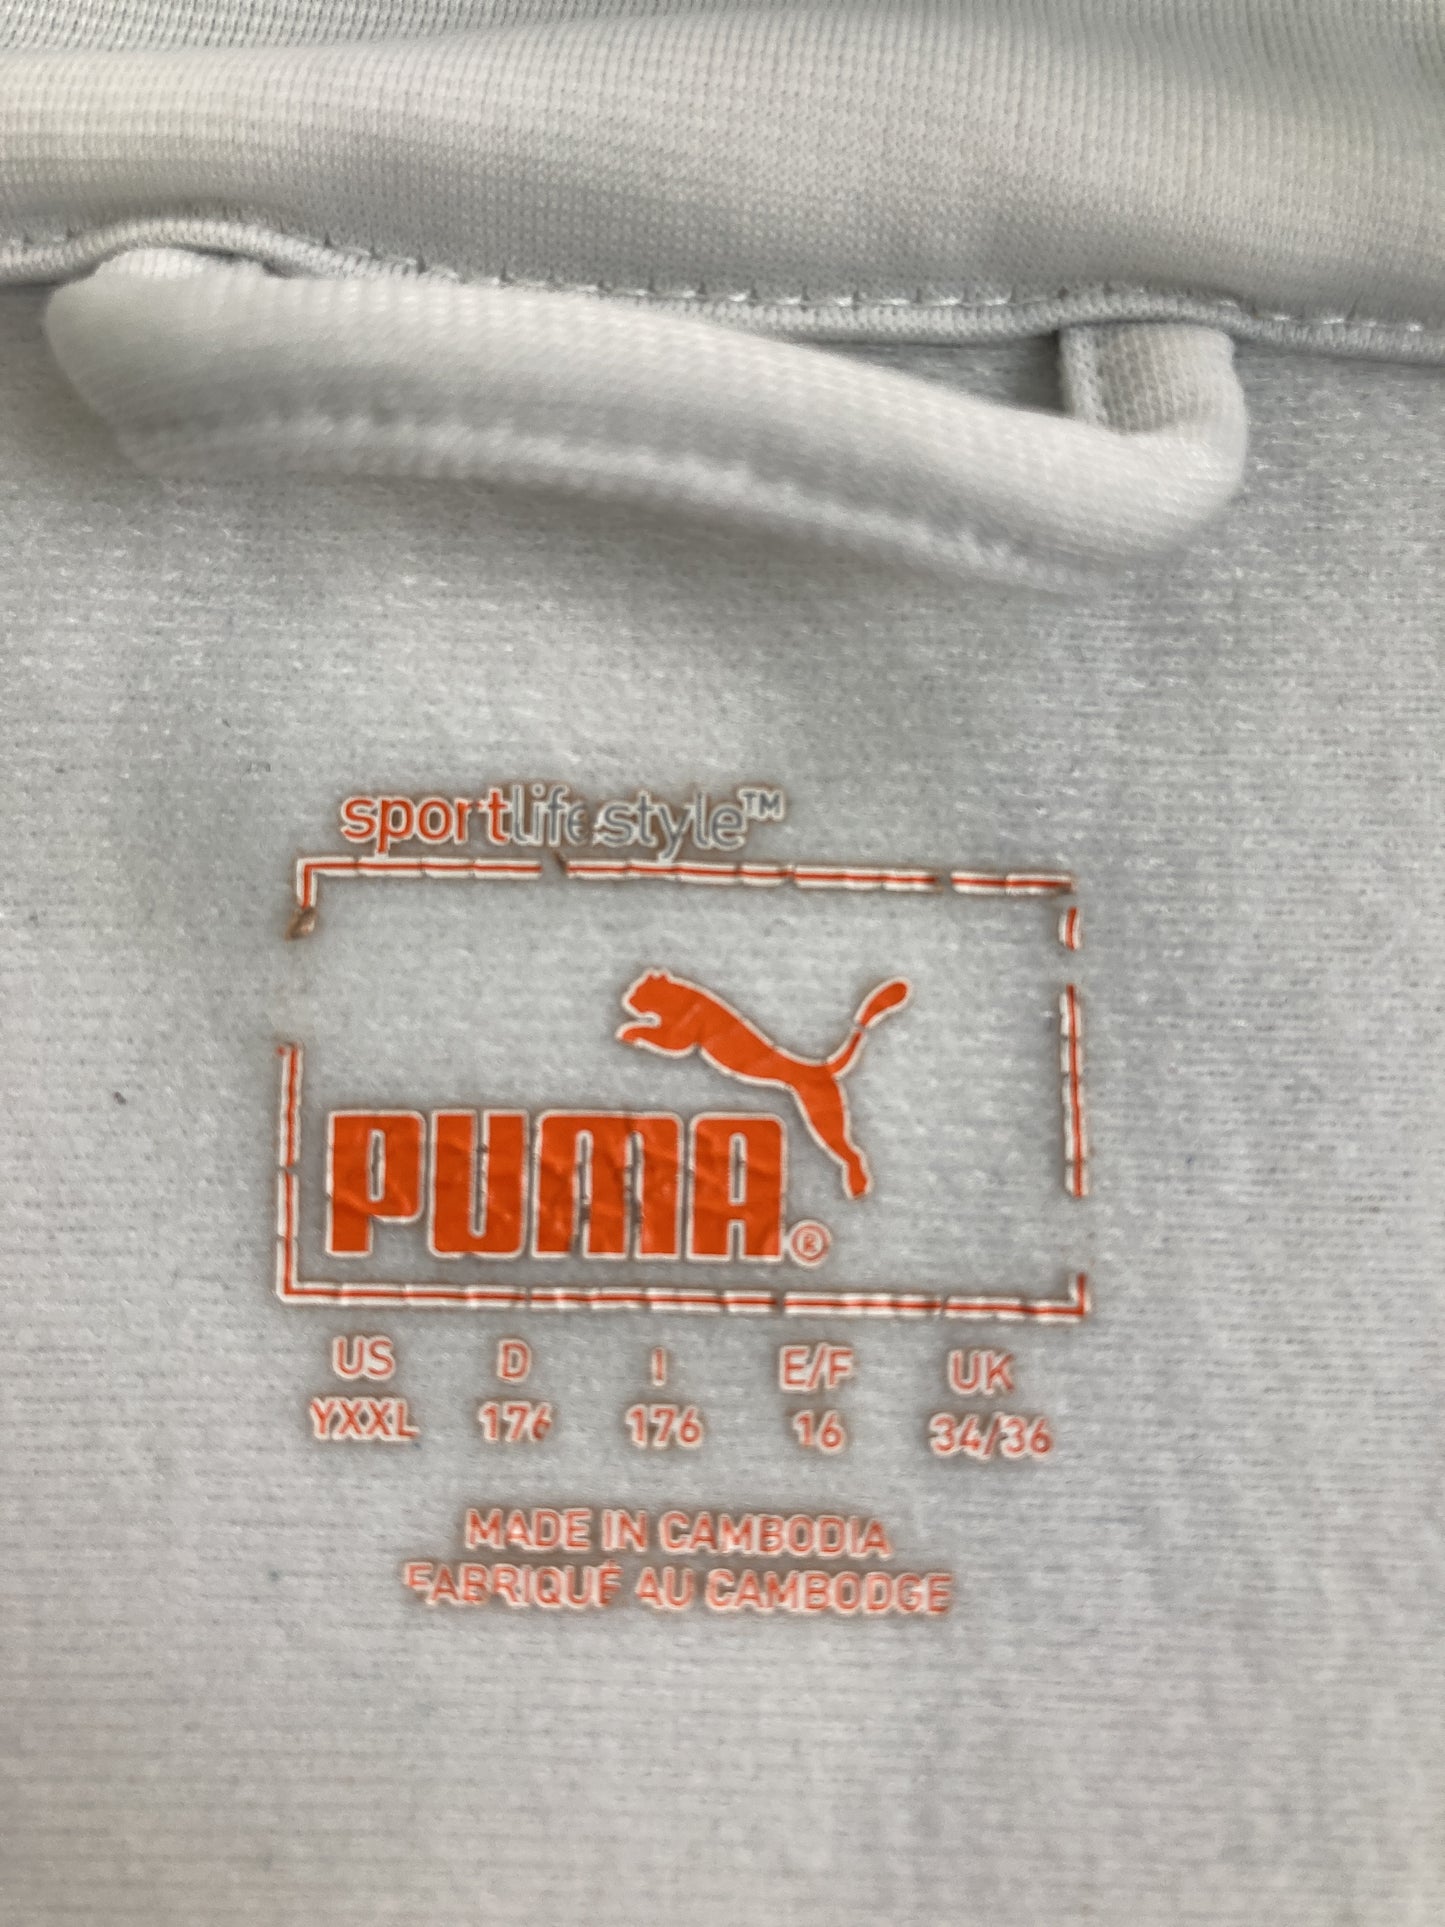 sportlifestyle™
PUMA®
US D I E/F UK
YXXL 176 176 16 34/36
MADE IN CAMBODIA
FABRIQUÉ AU CAMBODGE